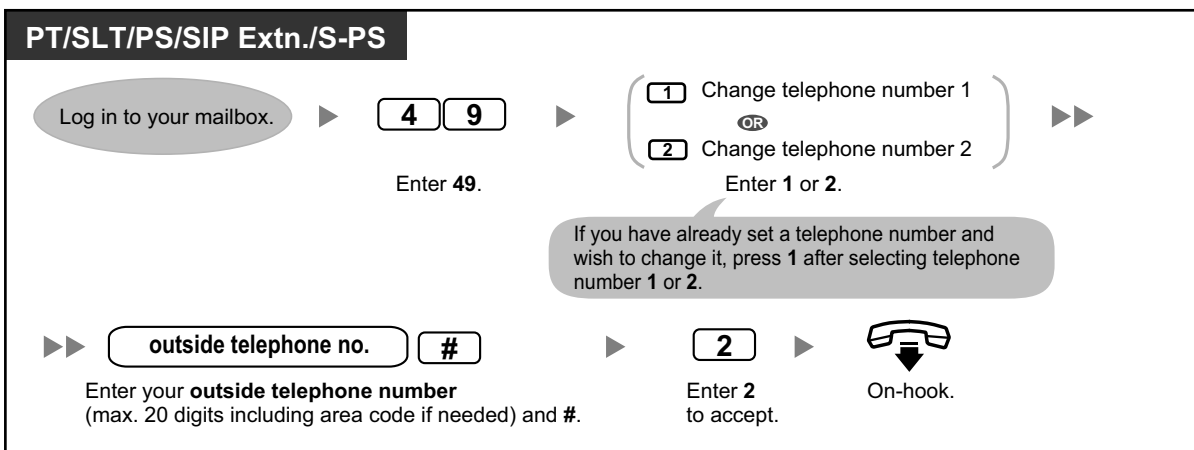 PT/SLT/PS/SIP Extn./S-PS
Log in to your mailbox.
4 9
Enter 49.
1 Change telephone number 1
OR
2 Change telephone number 2
Enter 1 or 2.
If you have already set a telephone number and
wish to change it, press 1 after selecting telephone
number 1 or 2.
outside telephone no. #
Enter your outside telephone number
(max. 20 digits including area code if needed) and #.
2
Enter 2
to accept.
On-hook.